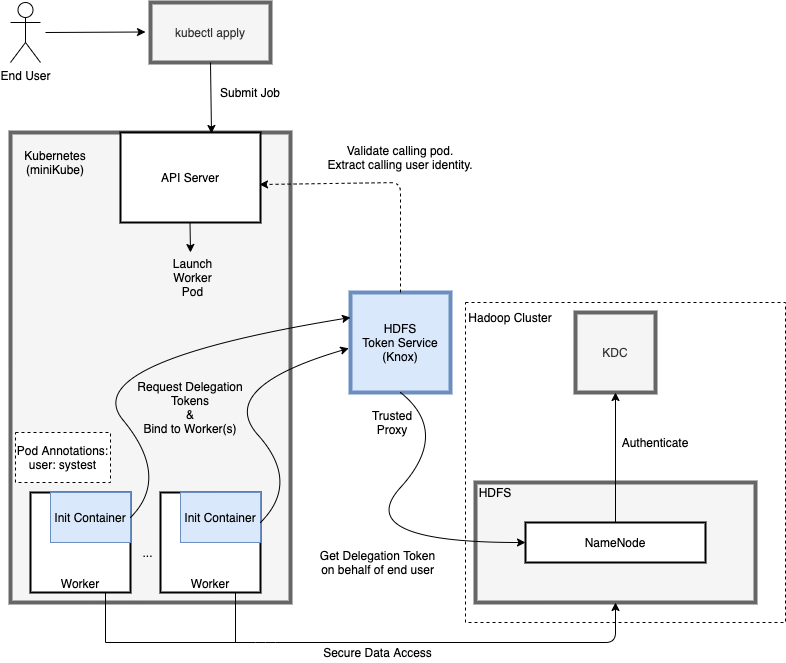 End User
kubectl apply
Submit Job
Kubernetes
(miniKube)
API Server
Validate calling pod.
Extract calling user identity.
Launch
Worker
Pod
HDFS
Token Service
(Knox)
Hadoop Cluster
KDC
Request Delegation
Tokens
&
Bind to Worker(s)
Trusted
Proxy
Authenticate
Pod Annotations:
user: systest
HDFS
Init Container
Init Container
NameNode
...
Get Delegation Token
on behalf of end user
Worker
Worker
Secure Data Access